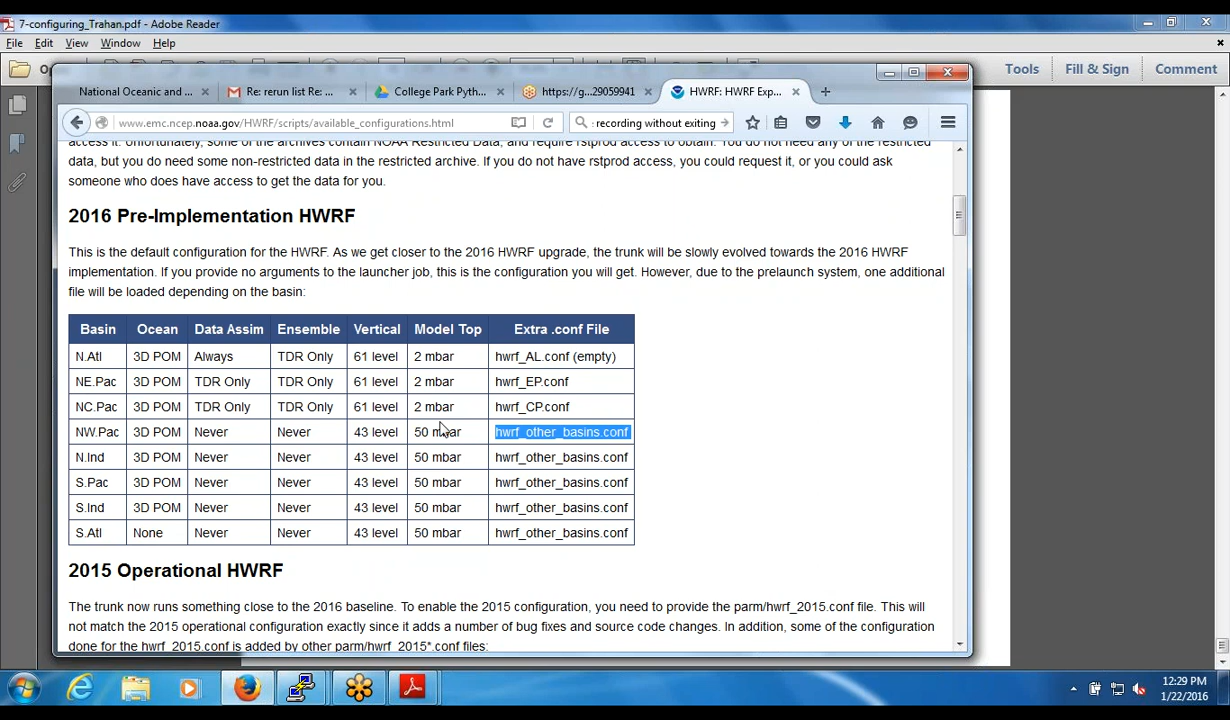 7-configuring_Trahan.pdf - Adobe Reader
File Edit View Window Help
Tools Fill & Sign Comment
National Oceanic and ... × Re: rerun list Re: ... × College Park Pyth... × https://g...29059941 × HWRF: HWRF Exp... × +
www.emc.ncep.noaa.gov/HWRF/scripts/available_configurations.html
: recording without exiting
access it. Unfortunately, some of the archives contain NOAA Restricted Data, and require rstprod access to obtain. You do not need any of the restricted
data, but you do need some non-restricted data in the restricted archive. If you do not have rstprod access, you could request it, or you could ask
someone who does have access to get the data for you.
2016 Pre-Implementation HWRF
This is the default configuration for the HWRF. As we get closer to the 2016 HWRF upgrade, the trunk will be slowly evolved towards the 2016 HWRF
implementation. If you provide no arguments to the launcher job, this is the configuration you will get. However, due to the prelaunch system, one additional
file will be loaded depending on the basin:
Basin Ocean Data Assim Ensemble Vertical Model Top Extra .conf File
N.Atl 3D POM Always TDR Only 61 level 2 mbar hwrf_AL.conf (empty)
NE.Pac 3D POM TDR Only TDR Only 61 level 2 mbar hwrf_EP.conf
NC.Pac 3D POM TDR Only TDR Only 61 level 2 mbar hwrf_CP.conf
NW.Pac 3D POM Never Never 43 level 50 mbar hwrf_other_basins.conf
N.Ind 3D POM Never Never 43 level 50 mbar hwrf_other_basins.conf
S.Pac 3D POM Never Never 43 level 50 mbar hwrf_other_basins.conf
S.Ind 3D POM Never Never 43 level 50 mbar hwrf_other_basins.conf
S.Atl None Never Never 43 level 50 mbar hwrf_other_basins.conf
2015 Operational HWRF
The trunk now runs something close to the 2016 baseline. To enable the 2015 configuration, you need to provide the parm/hwrf_2015.conf file. This will
not match the 2015 operational configuration exactly since it adds a number of bug fixes and source code changes. In addition, some of the configuration
done for the hwrf_2015.conf is added by other parm/hwrf_2015*.conf files:
12:29 PM
1/22/2016